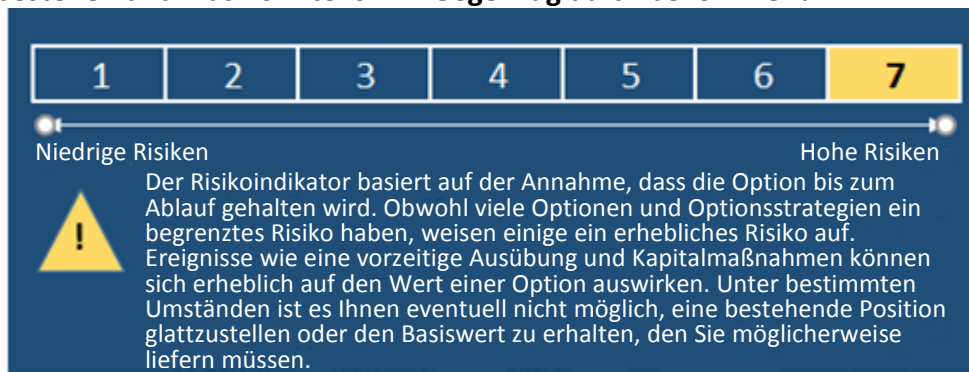 1 2 3 4 5 6 7
Niedrige Risiken Hohe Risiken
Der Risikoindikator basiert auf der Annahme, dass die Option bis zum
Ablauf gehalten wird. Obwohl viele Optionen und Optionsstrategien ein
! begrenztes Risiko haben, weisen einige ein erhebliches Risiko auf.
Ereignisse wie eine vorzeitige Ausübung und Kapitalmaßnahmen können
sich erheblich auf den Wert einer Option auswirken. Unter bestimmten
Umständen ist es Ihnen eventuell nicht möglich, eine bestehende Position
glattzustellen oder den Basiswert zu erhalten, den Sie möglicherweise
liefern müssen.